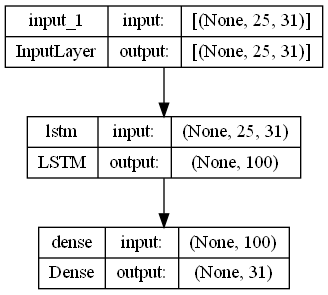 input_1 input: [(None, 25, 31)]
InputLayer output: [(None, 25, 31)]
lstm input: (None, 25, 31)
LSTM output: (None, 100)
dense input: (None, 100)
Dense output: (None, 31)